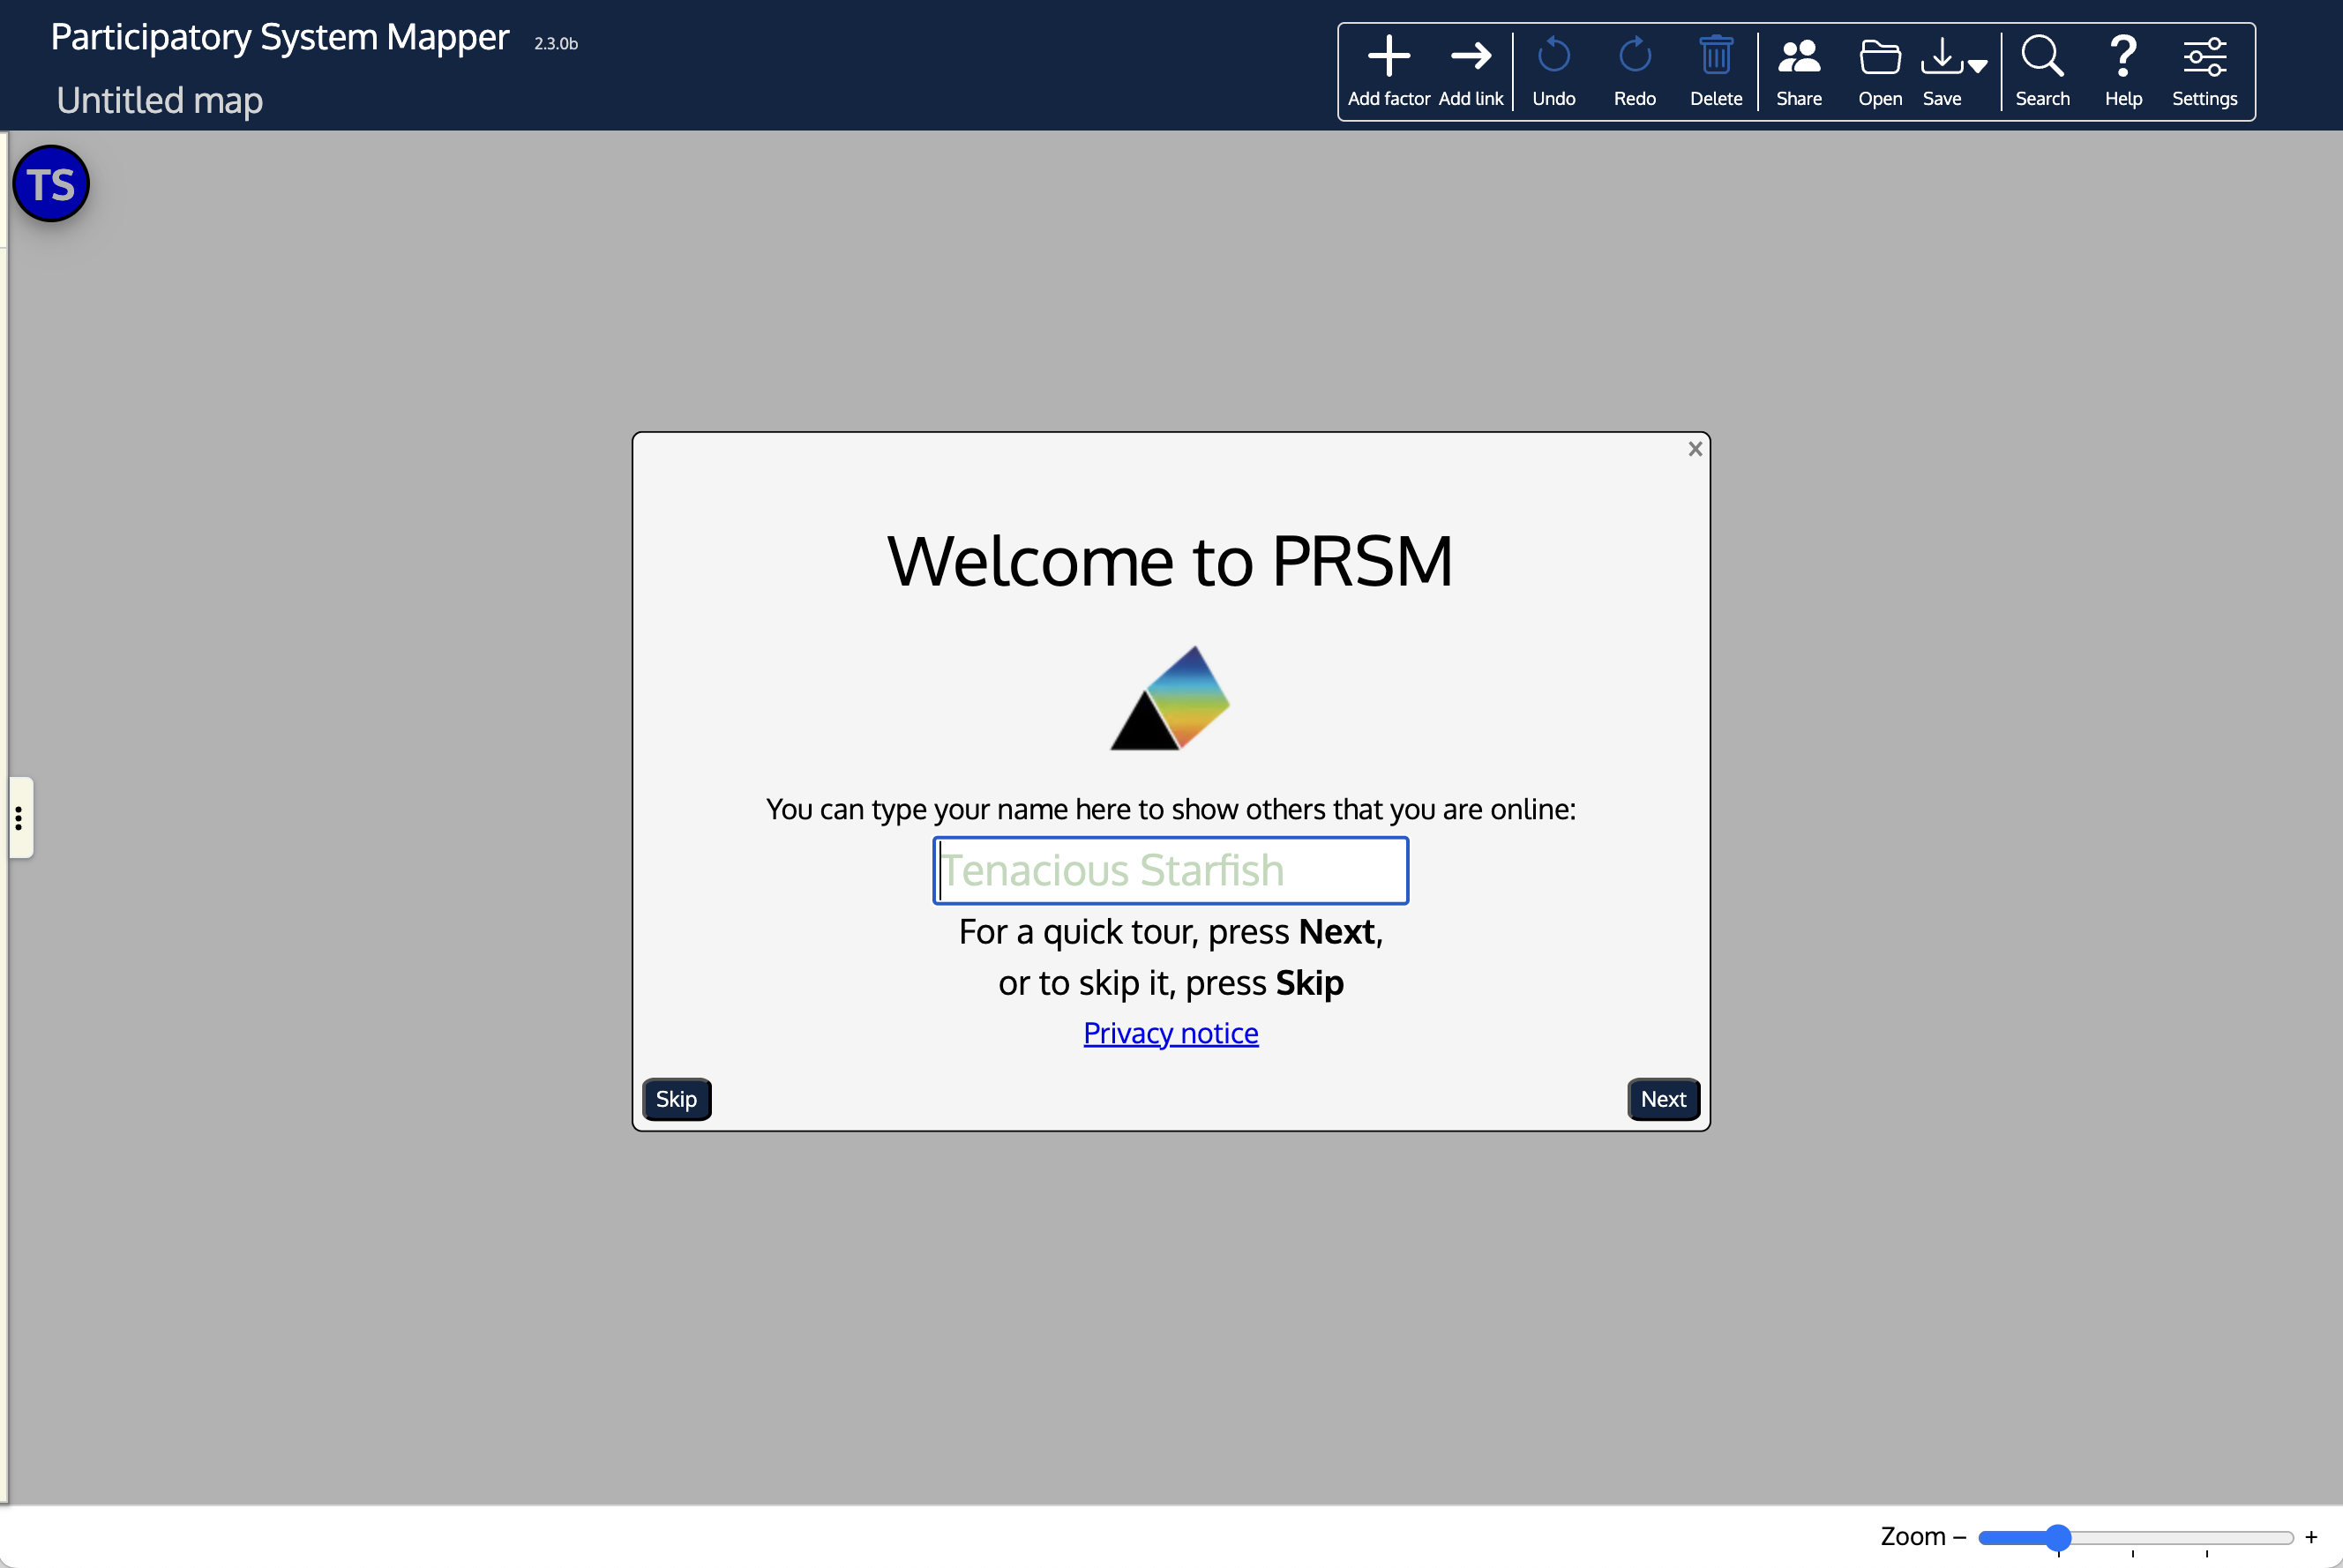 Participatory System Mapper 2.3.0b
Untitled map
Add factor Add link Undo Redo Delete Share Open Save Search Help Settings
TS
×
Welcome to PRSM
You can type your name here to show others that you are online:
Tenacious Starfish
For a quick tour, press Next,
or to skip it, press Skip
Privacy notice
Skip Next
Zoom – +